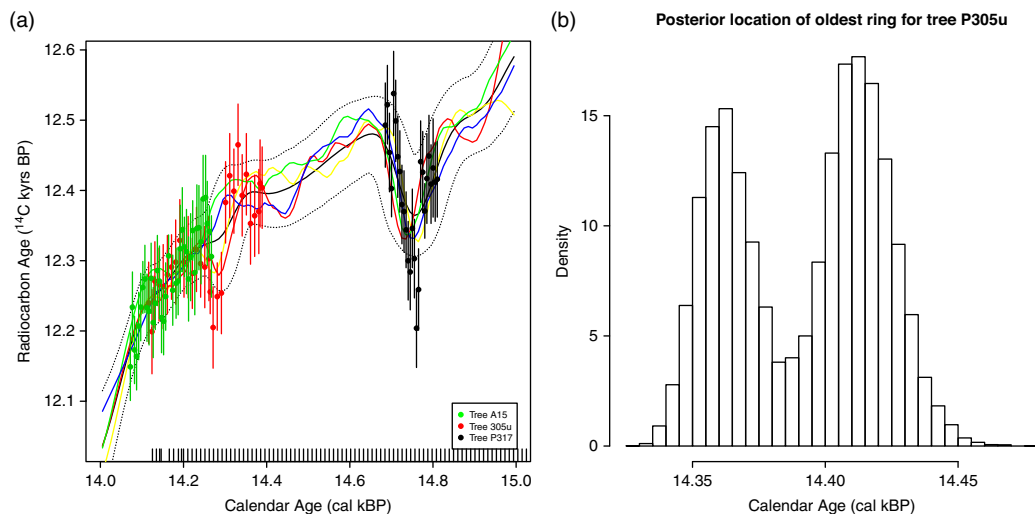 (a)
Radiocarbon Age (¹⁴C kyrs BP)
12.6
12.5
12.4
12.3
12.2
12.1
14.0 14.2 14.4 14.6 14.8 15.0
Calendar Age (cal kBP)
Tree A15
Tree 305u
Tree P317
(b)
Posterior location of oldest ring for tree P305u
Density
15
10
5
0
14.35 14.40 14.45
Calendar Age (cal kBP)